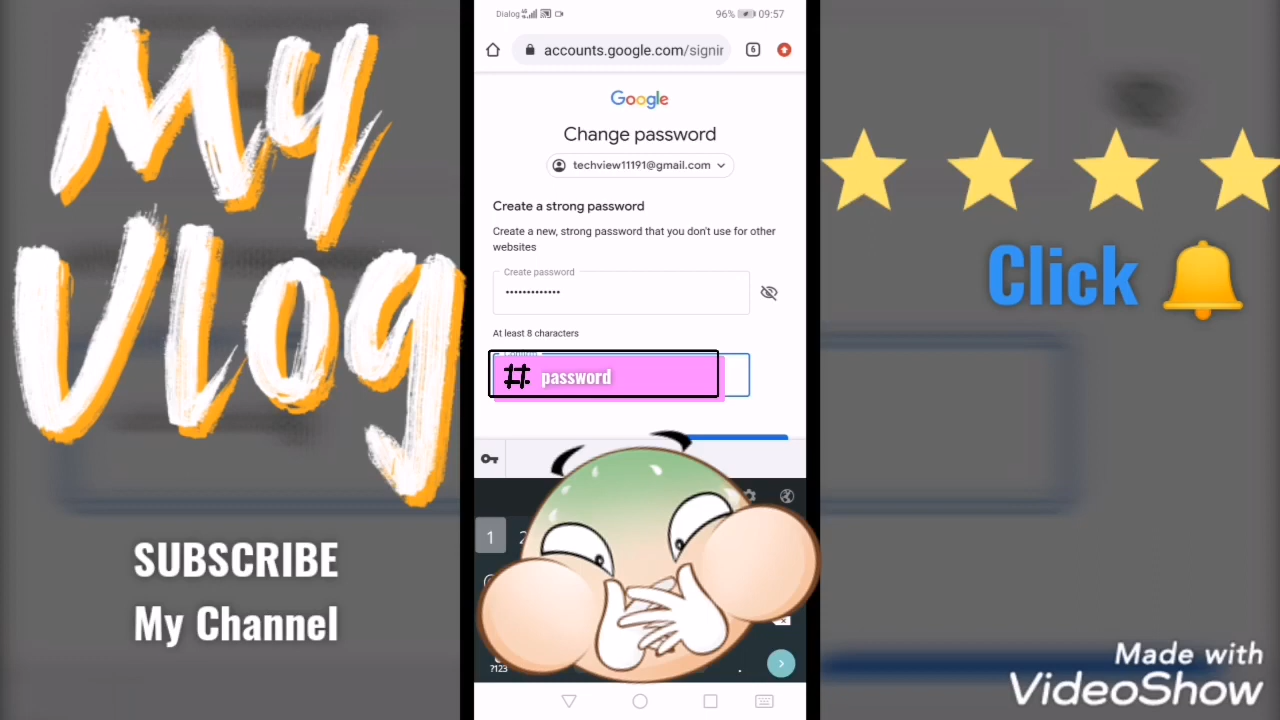 My
Vlog
SUBSCRIBE
My Channel
Dialog 96% 09:57
accounts.google.com/signin 6
Google
Change password
techview11191@gmail.com
Create a strong password
Create a new, strong password that you don't use for other
websites
Create password
•••••••••••••
At least 8 characters
# password
1 2
?123 .
Click
Made with
VideoShow